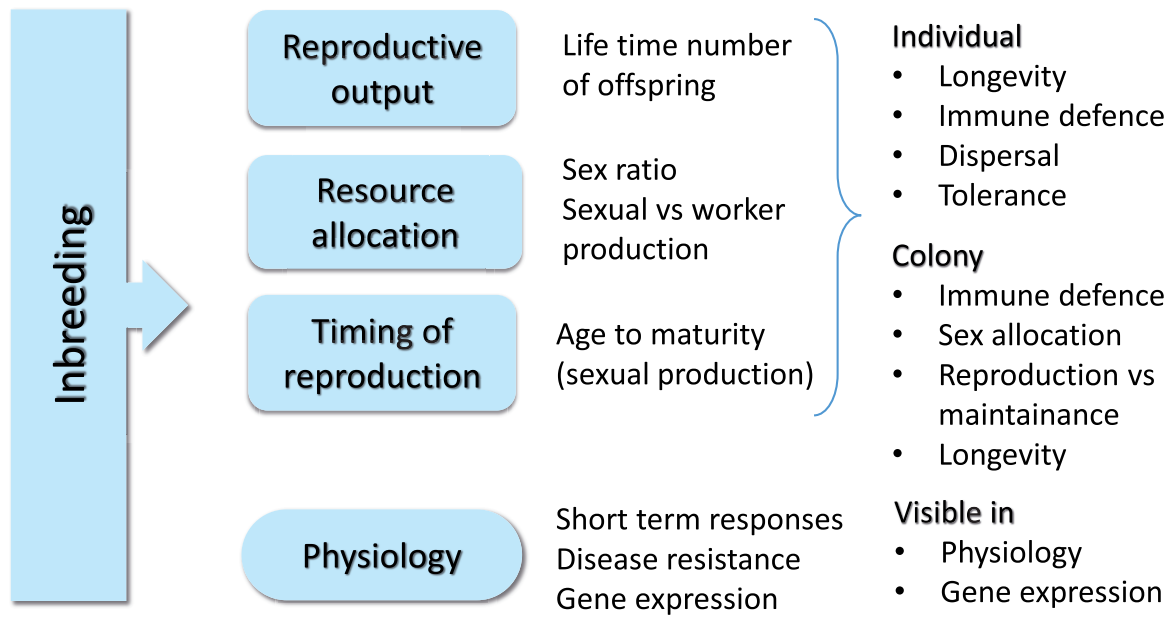 Inbreeding
Reproductive
output
Life time number
of offspring
Resource
allocation
Sex ratio
Sexual vs worker
production
Timing of
reproduction
Age to maturity
(sexual production)
Physiology
Short term responses
Disease resistance
Gene expression
Individual
• Longevity
• Immune defence
• Dispersal
• Tolerance
Colony
• Immune defence
• Sex allocation
• Reproduction vs
maintainance
• Longevity
Visible in
• Physiology
• Gene expression